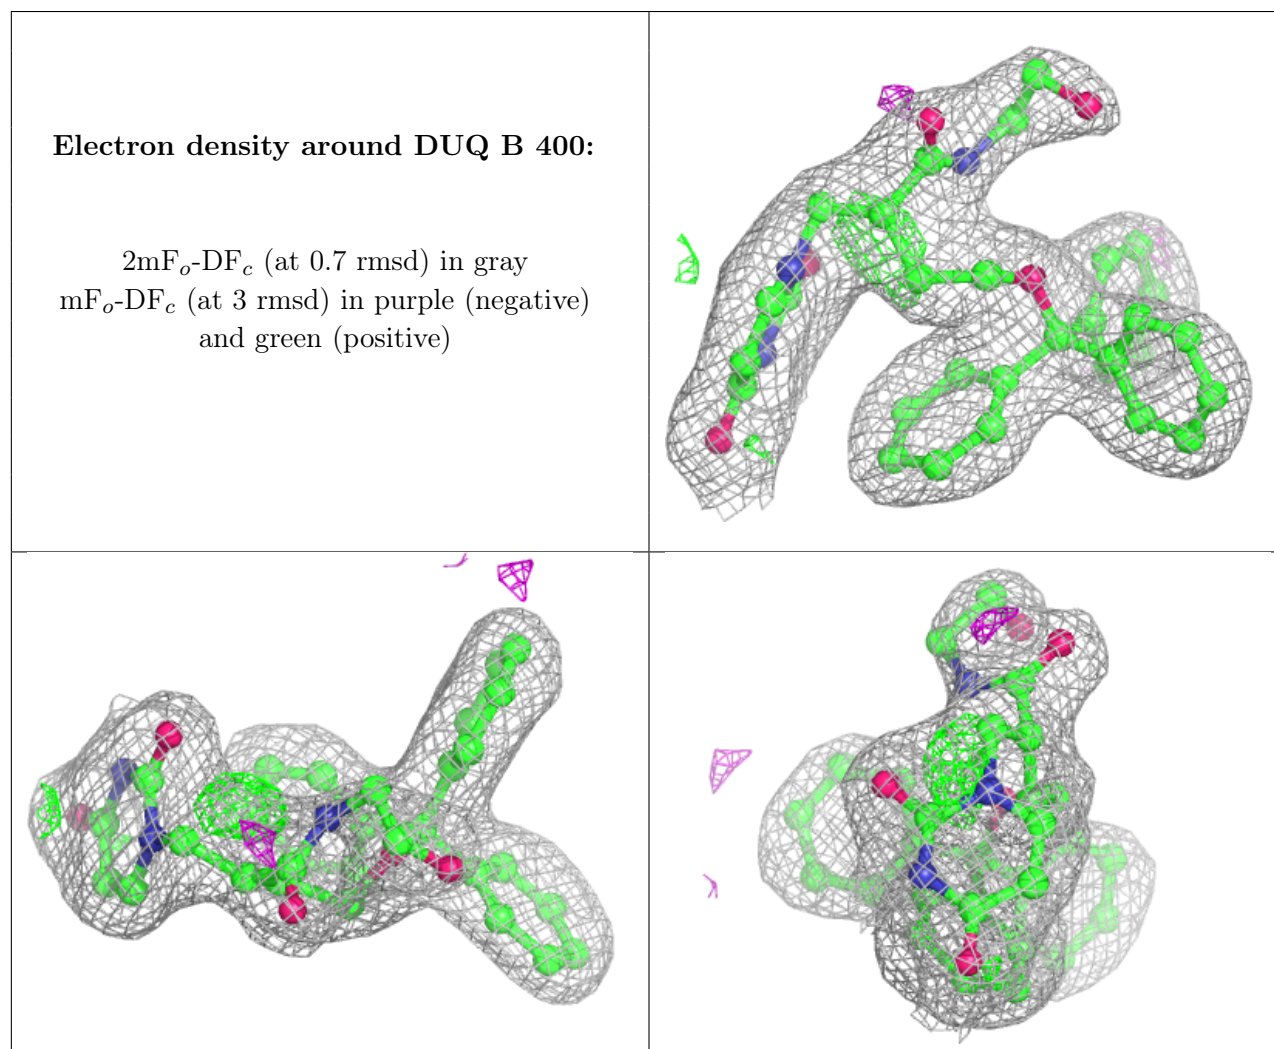 Electron density around DUQ B 400:
2mFo-DFc (at 0.7 rmsd) in gray
mFo-DFc (at 3 rmsd) in purple (negative)
and green (positive)